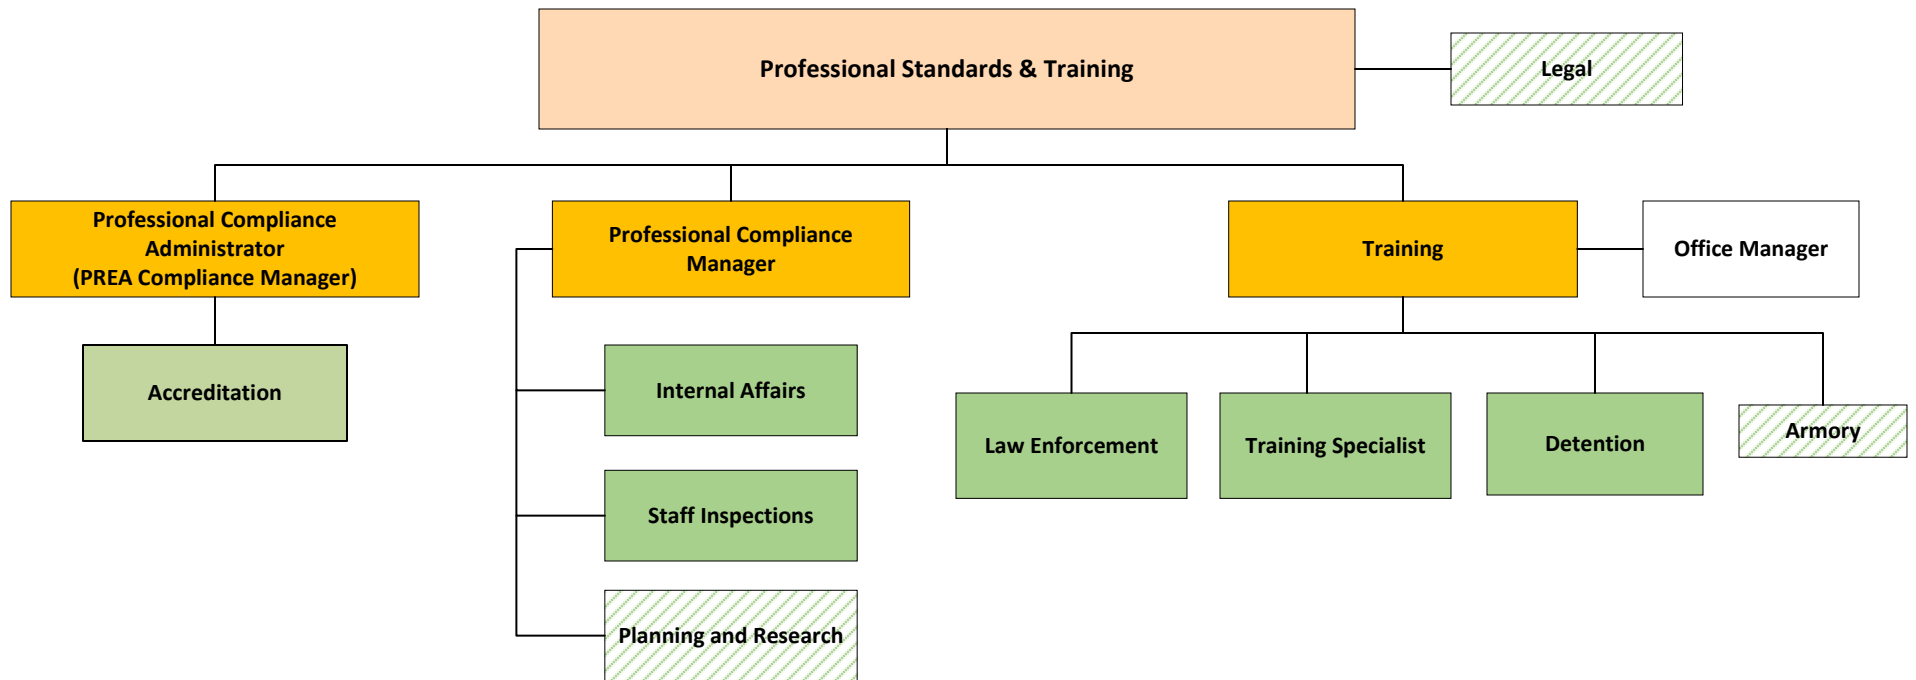 Professional Standards & Training
Legal
Professional Compliance
Administrator
(PREA Compliance Manager)
Professional Compliance
Manager
Training
Office Manager
Accreditation
Internal Affairs
Staff Inspections
Planning and Research
Law Enforcement
Training Specialist
Detention
Armory